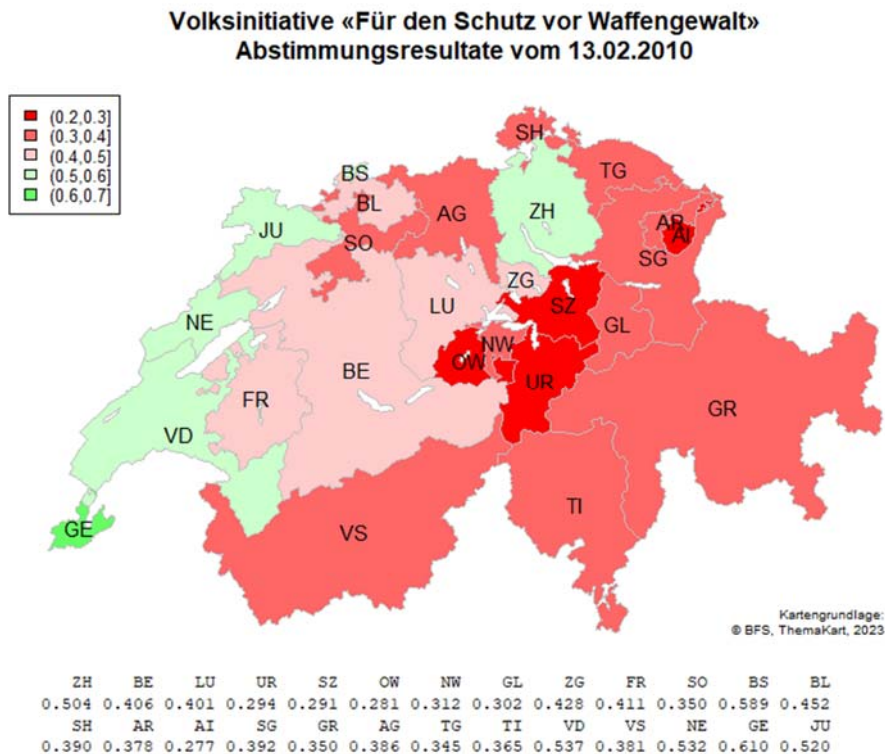 Volksinitiative «Für den Schutz vor Waffengewalt»
Abstimmungsresultate vom 13.02.2010
(0.2,0.3]
(0.3,0.4]
(0.4,0.5]
(0.5,0.6]
(0.6,0.7]
SH
BS
TG
BL
AG
ZH
AR
JU
AI
SO
SG
ZG
LU
SZ
NE
GL
NW
OW
BE
UR
FR
GR
VD
TI
GE
VS
Kartengrundlage:
© BFS, ThemaKart, 2023
ZH BE LU UR SZ OW NW GL ZG FR SO BS BL
0.504 0.406 0.401 0.294 0.291 0.281 0.312 0.302 0.428 0.411 0.350 0.589 0.452
SH AR AI SG GR AG TG TI VD VS NE GE JU
0.390 0.378 0.277 0.392 0.350 0.386 0.345 0.365 0.537 0.381 0.532 0.610 0.520